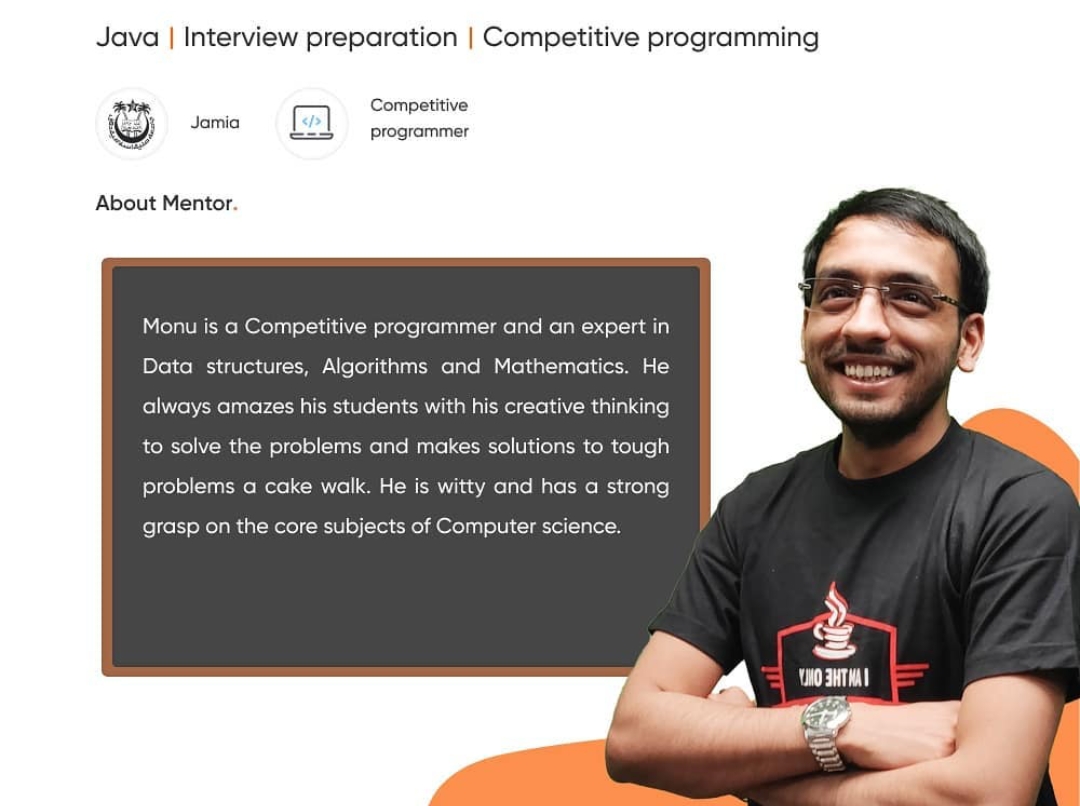 Java | Interview preparation | Competitive programming
Jamia
Competitive
programmer
About Mentor.
Monu is a Competitive programmer and an expert in
Data structures, Algorithms and Mathematics. He
always amazes his students with his creative thinking
to solve the problems and makes solutions to tough
problems a cake walk. He is witty and has a strong
grasp on the core subjects of Computer science.
I AM THE ONLY